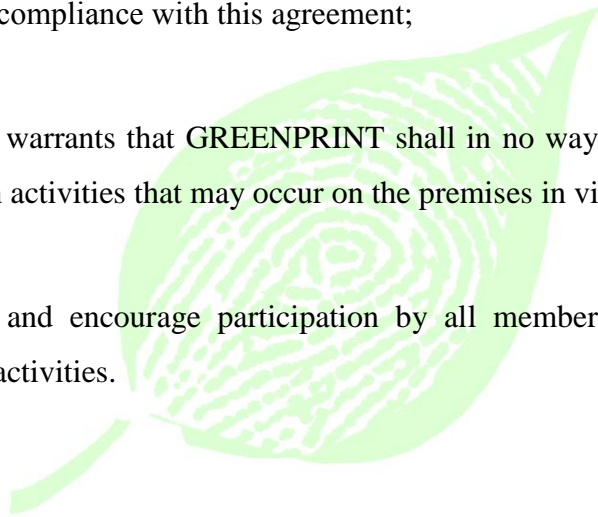 compliance with this agreement;
warrants that GREENPRINT shall in no way
activities that may occur on the premises in
and encourage participation by all member
activities.